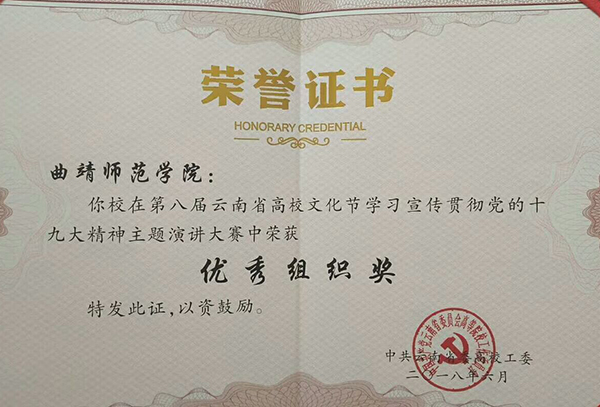 荣誉证书
HONORARY CREDENTIAL
曲靖师范学院：
你校在第八届云南省高校文化节学习宣传贯彻党的十
九大精神主题演讲大赛中荣获
优秀组织奖
特发此证，以资鼓励。
中共云南省委高校工委
二〇一八年六月